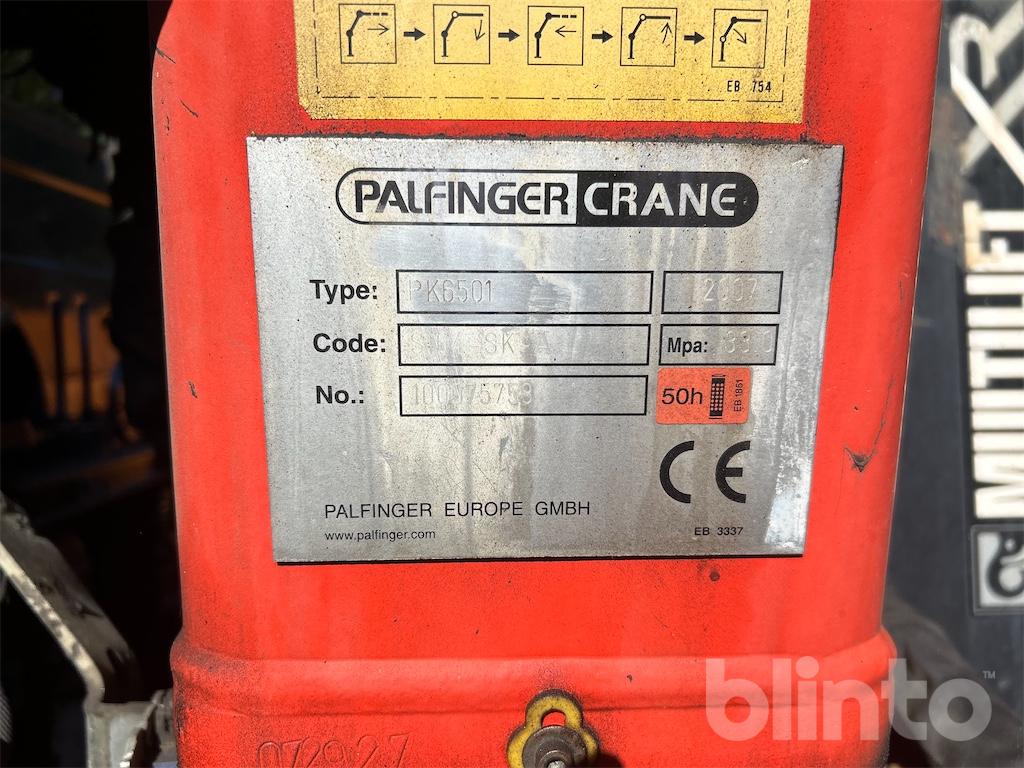 EB 754
PALFINGER CRANE
Type: PK6501 2007
Code:
Mpa:
No.:
50h EB 1861
CE
PALFINGER EUROPE GMBH
www.palfinger.com EB 3337
MULTILIFT
blinto™